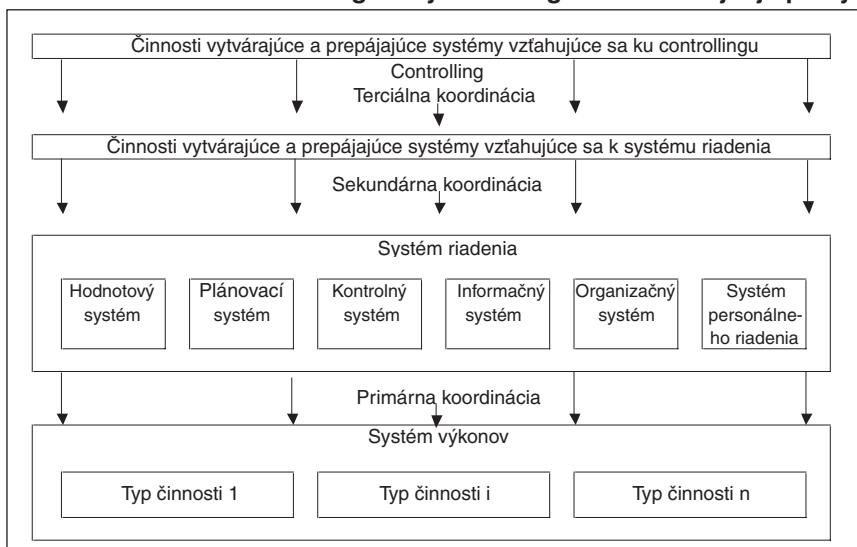 Činnosti vytvárajúce a prepájajúce systémy vzťahujúce sa ku controllingu
Controlling
Terciálna koordinácia
Činnosti vytvárajúce a prepájajúce systémy vzťahujúce sa k systému riadenia
Sekundárna koordinácia
Systém riadenia
Hodnotový
systém
Plánovací
systém
Kontrolný
systém
Informačný
systém
Organizačný
systém
Systém
personálne-
ho riadenia
Primárna koordinácia
Systém výkonov
Typ činnosti 1
Typ činnosti i
Typ činnosti n